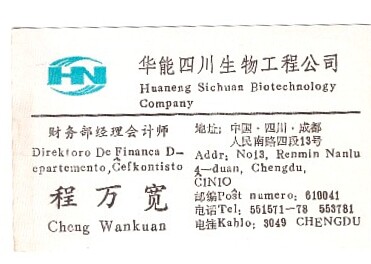 HN
华能四川生物工程公司
Huaneng Sichuan Biotechnology
Company
财务部经理会计师
Direktoro De Financa D-
epartemento,Ĉefkontisto
程万宽
Cheng Wankuan
地址: 中国·四川·成都
人民南路四段13号
Addr: No13, Renmin Nanlu
4—duan, Chengdu,
ĈINIO
邮编Poŝt numero: 610041
电话Tel: 551571—78 553781
电挂Kablo: 3049 CHENGDU